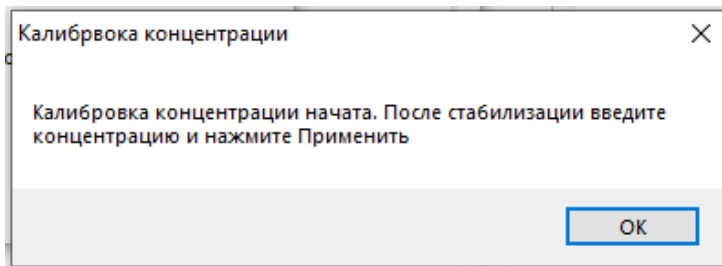 Калибрвока концентрации
Калибровка концентрации начата. После стабилизации введите
концентрацию и нажмите Применить
OK